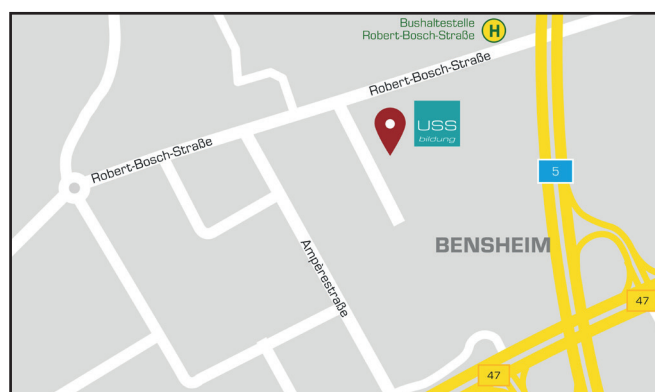 Bushaltestelle
Robert-Bosch-Straße
H
Robert-Bosch-Straße
USS
bildung
Robert-Bosch-Straße
5
BENSHEIM
Ampèrestraße
47
47